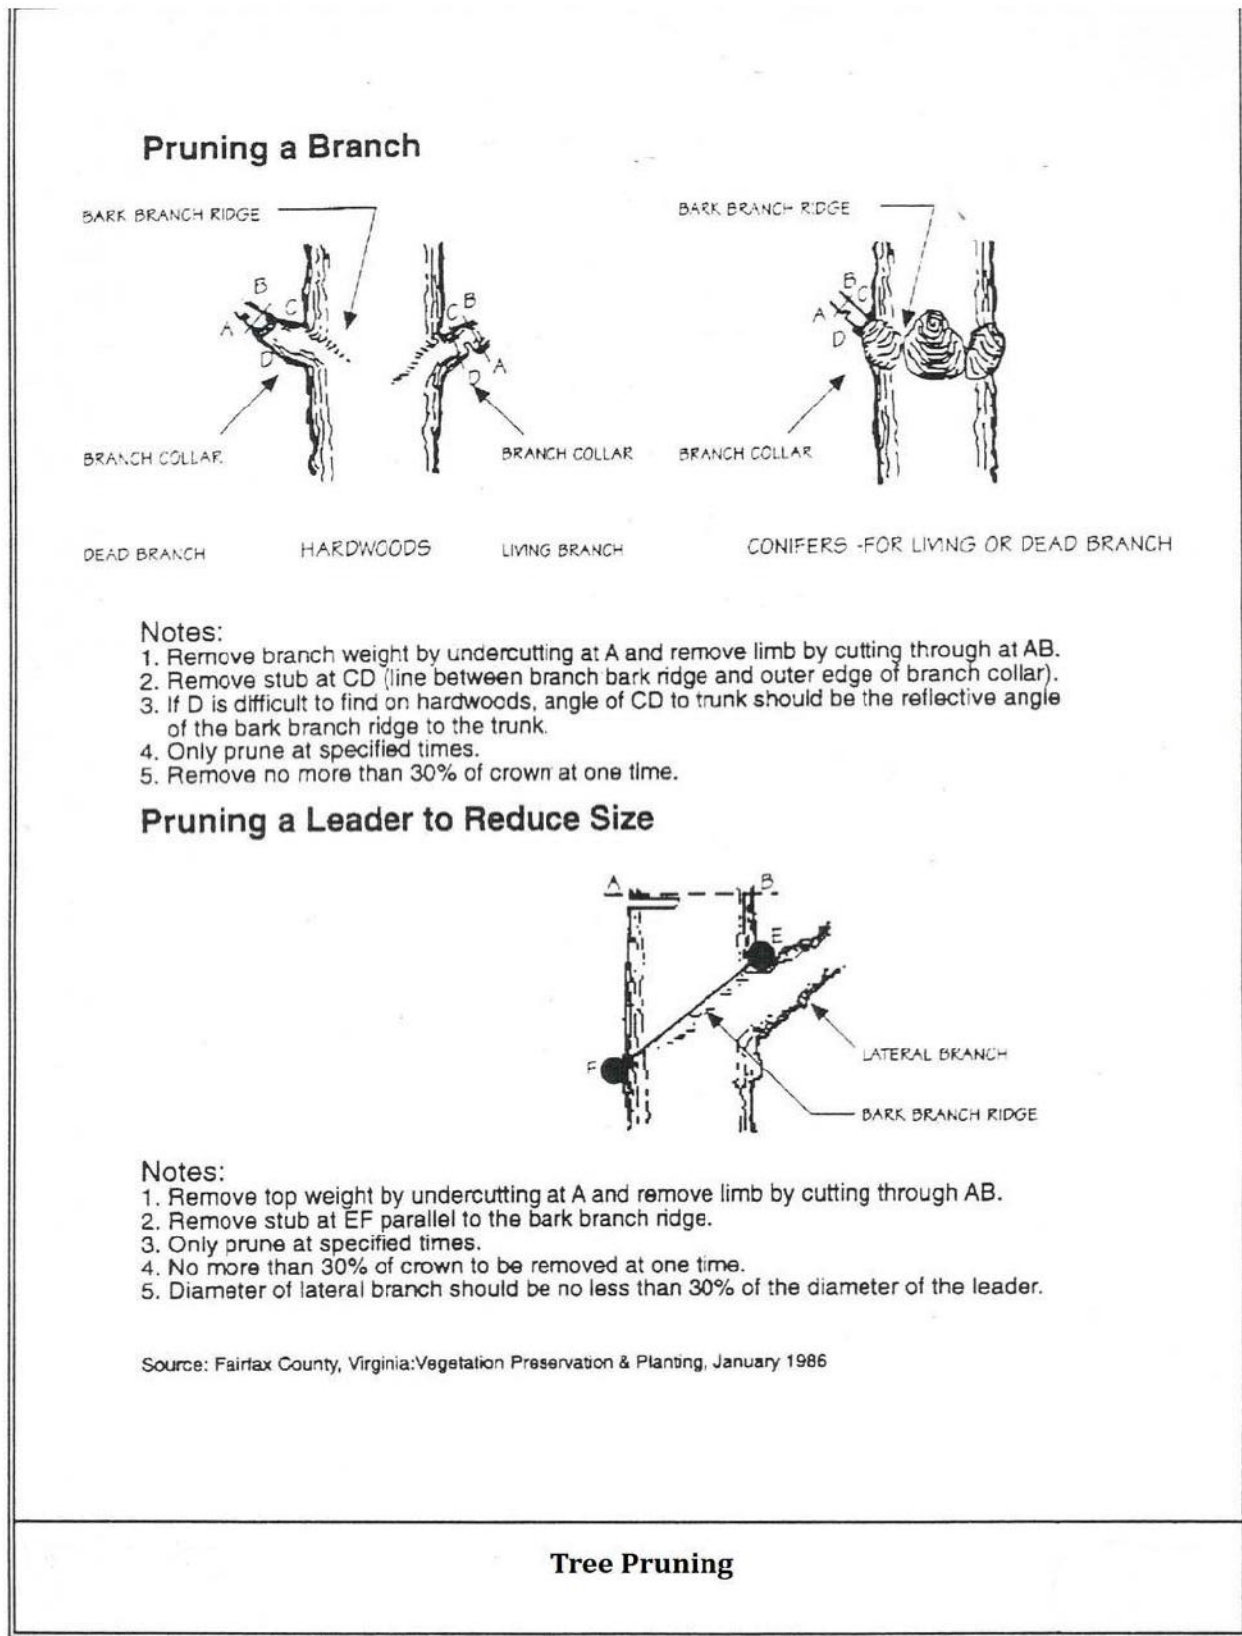 Pruning a Branch
BARK BRANCH RIDGE
BARK BRANCH RIDGE
B
C
A
D
C B
A
D
B
C
A
D
BRANCH COLLAR
BRANCH COLLAR
BRANCH COLLAR
DEAD BRANCH
HARDWOODS
LIVING BRANCH
CONIFERS -FOR LIVING OR DEAD BRANCH
Notes:
1. Remove branch weight by undercutting at A and remove limb by cutting through at AB.
2. Remove stub at CD (line between branch bark ridge and outer edge of branch collar).
3. If D is difficult to find on hardwoods, angle of CD to trunk should be the reflective angle
of the bark branch ridge to the trunk.
4. Only prune at specified times.
5. Remove no more than 30% of crown at one time.
Pruning a Leader to Reduce Size
A
B
E
F
LATERAL BRANCH
BARK BRANCH RIDGE
Notes:
1. Remove top weight by undercutting at A and remove limb by cutting through AB.
2. Remove stub at EF parallel to the bark branch ridge.
3. Only prune at specified times.
4. No more than 30% of crown to be removed at one time.
5. Diameter of lateral branch should be no less than 30% of the diameter of the leader.
Source: Fairfax County, Virginia:Vegetation Preservation & Planting, January 1986
Tree Pruning